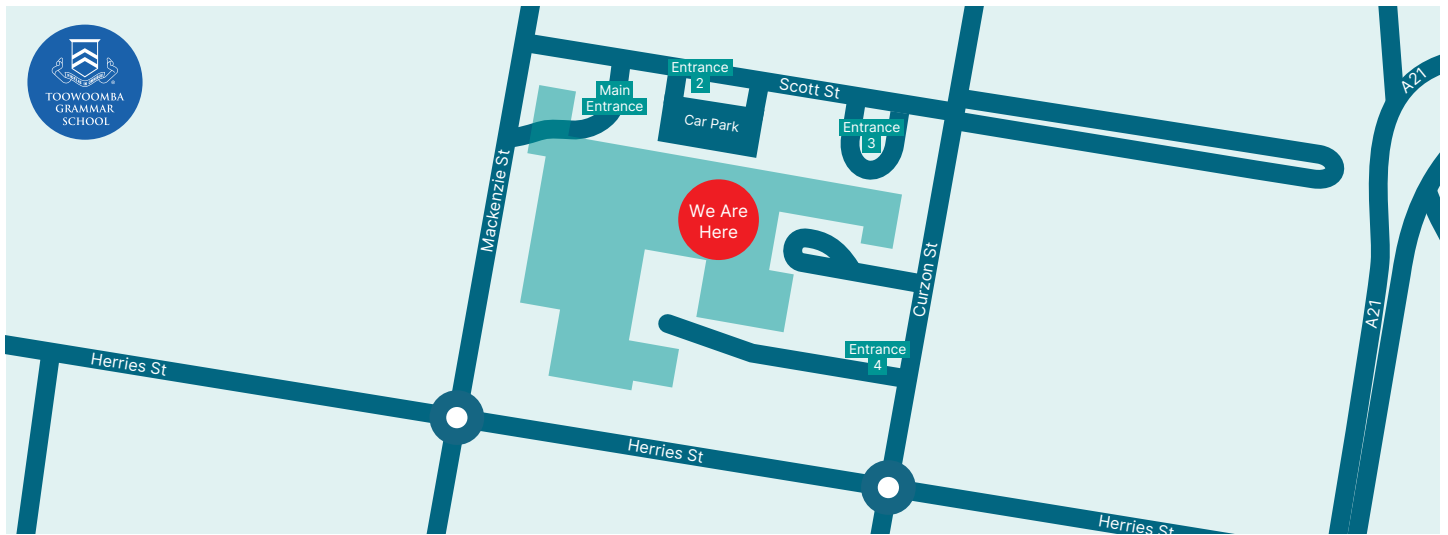 TOOWOOMBA
GRAMMAR
SCHOOL
Main
Entrance
Entrance
2
Scott St
Car Park
Entrance
3
A21
Mackenzie St
We Are
Here
Curzon St
A21
Entrance
4
Herries St
Herries St
Herries St